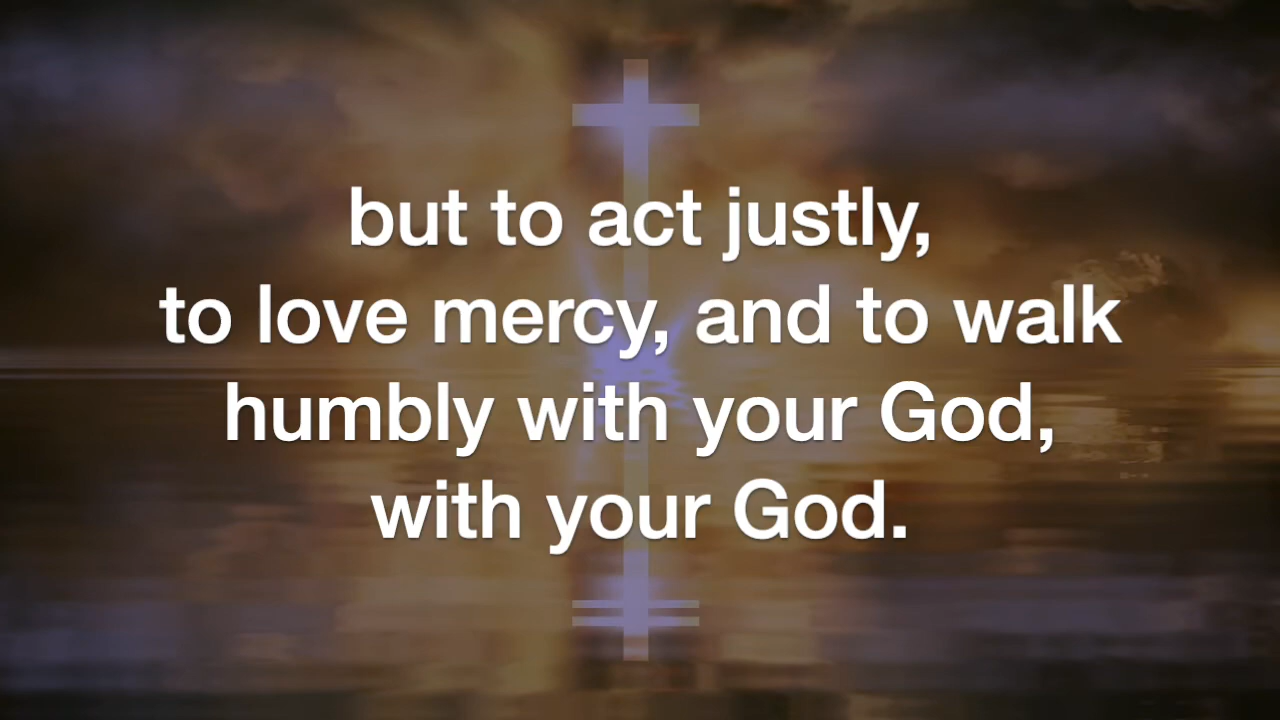 but to act justly,
to love mercy, and to walk
humbly with your God,
with your God.